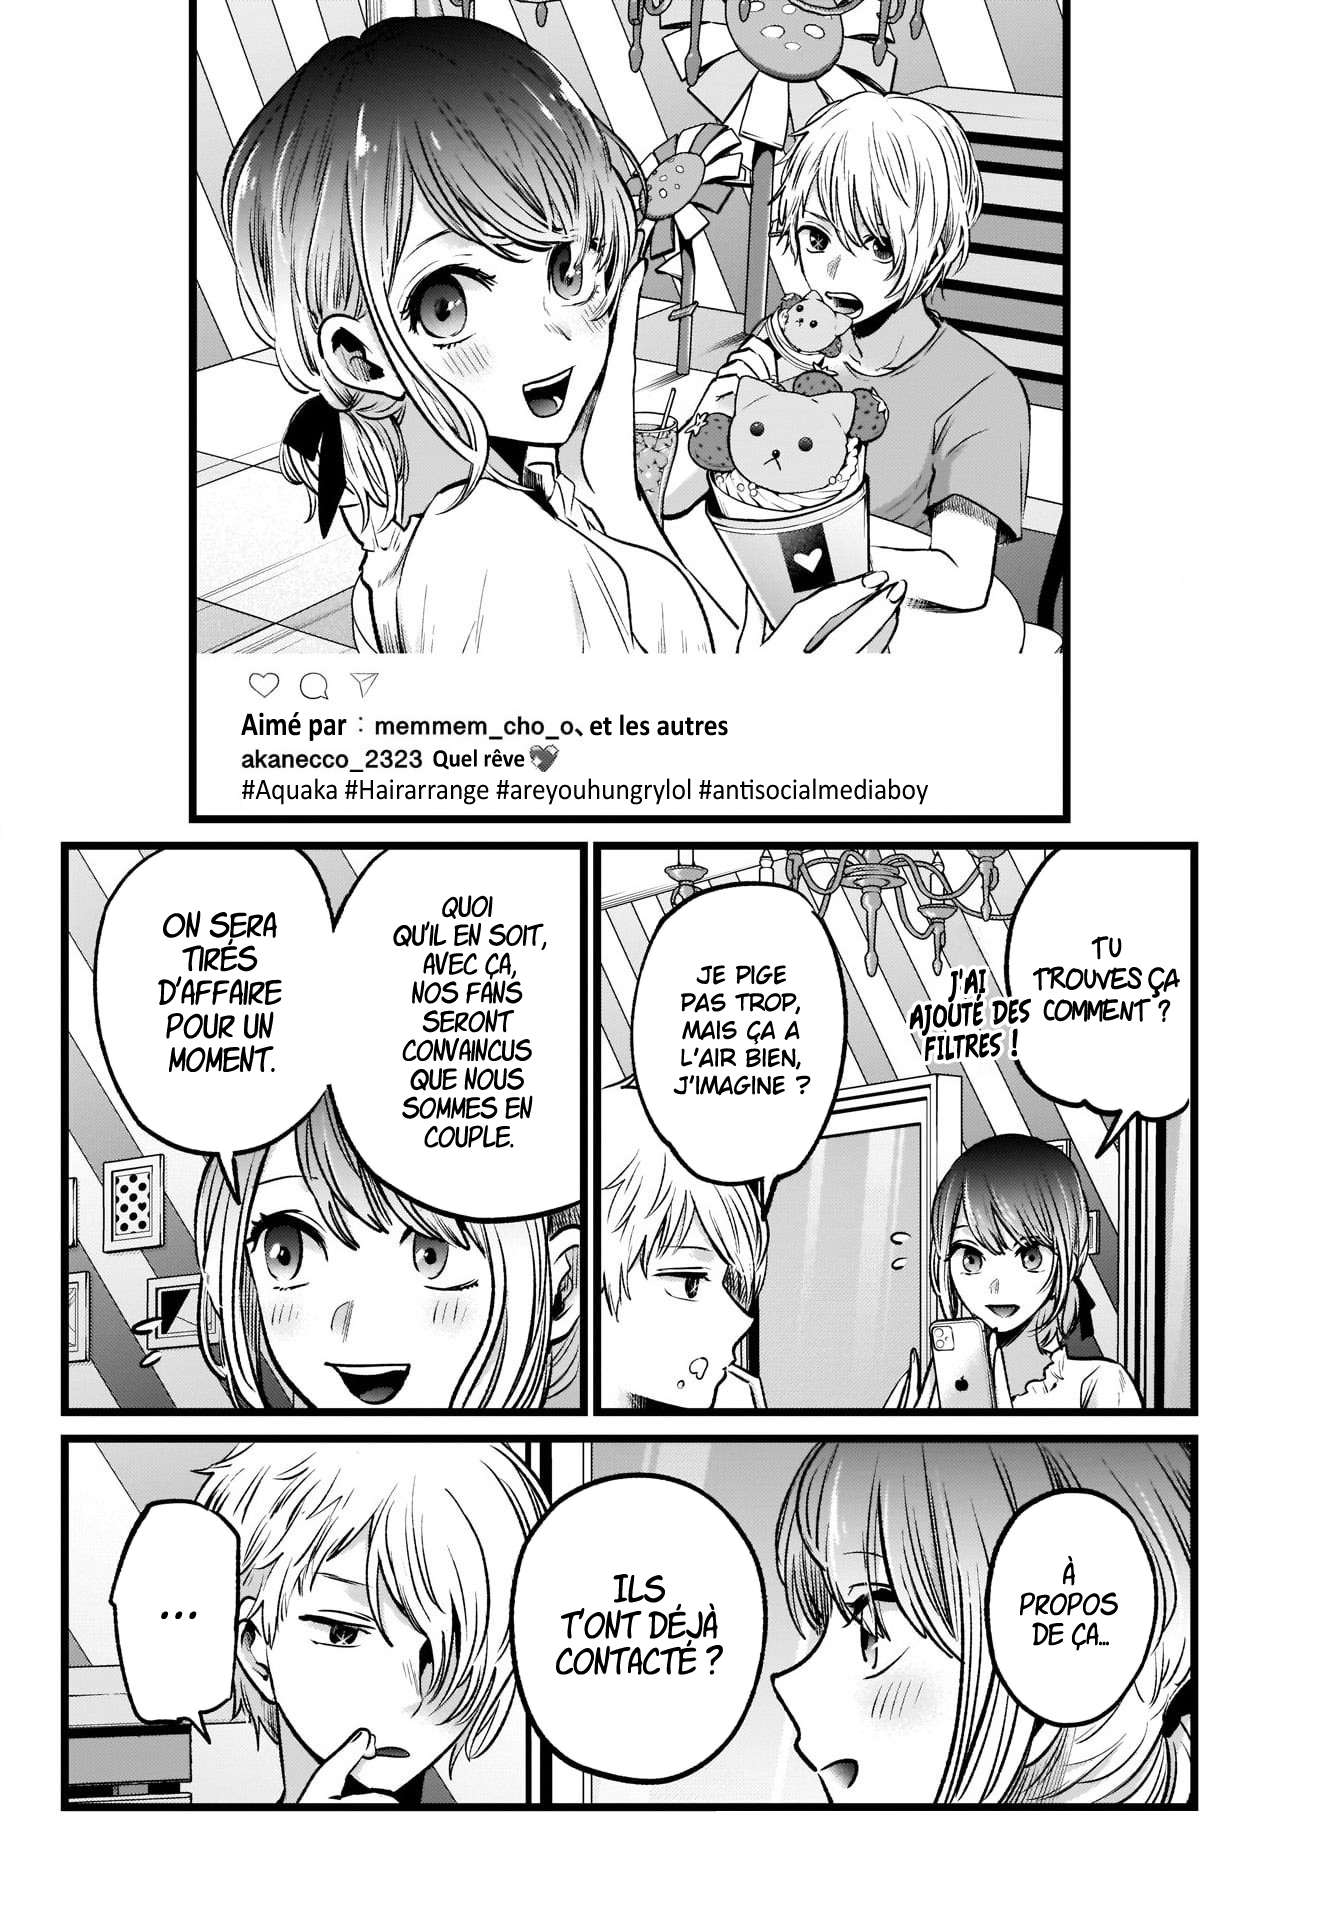 Aimé par : memmem_cho_o、et les autres
akanecco_2323 Quel rêve
#Aquaka #Hairarrange #areyouhungrylol #antisocialmediaboy
TU
TROUVES ÇA
COMMENT ?
J'AI
AJOUTÉ DES
FILTRES !
JE PIGE
PAS TROP,
MAIS ÇA A
L'AIR BIEN,
J'IMAGINE ?
QUOI
QU'IL EN SOIT,
AVEC ÇA,
NOS FANS
SERONT
CONVAINCUS
QUE NOUS
SOMMES EN
COUPLE.
ON SERA
TIRÉS
D'AFFAIRE
POUR UN
MOMENT.
À
PROPOS
DE ÇA...
ILS
T'ONT DÉJÀ
CONTACTÉ ?
...